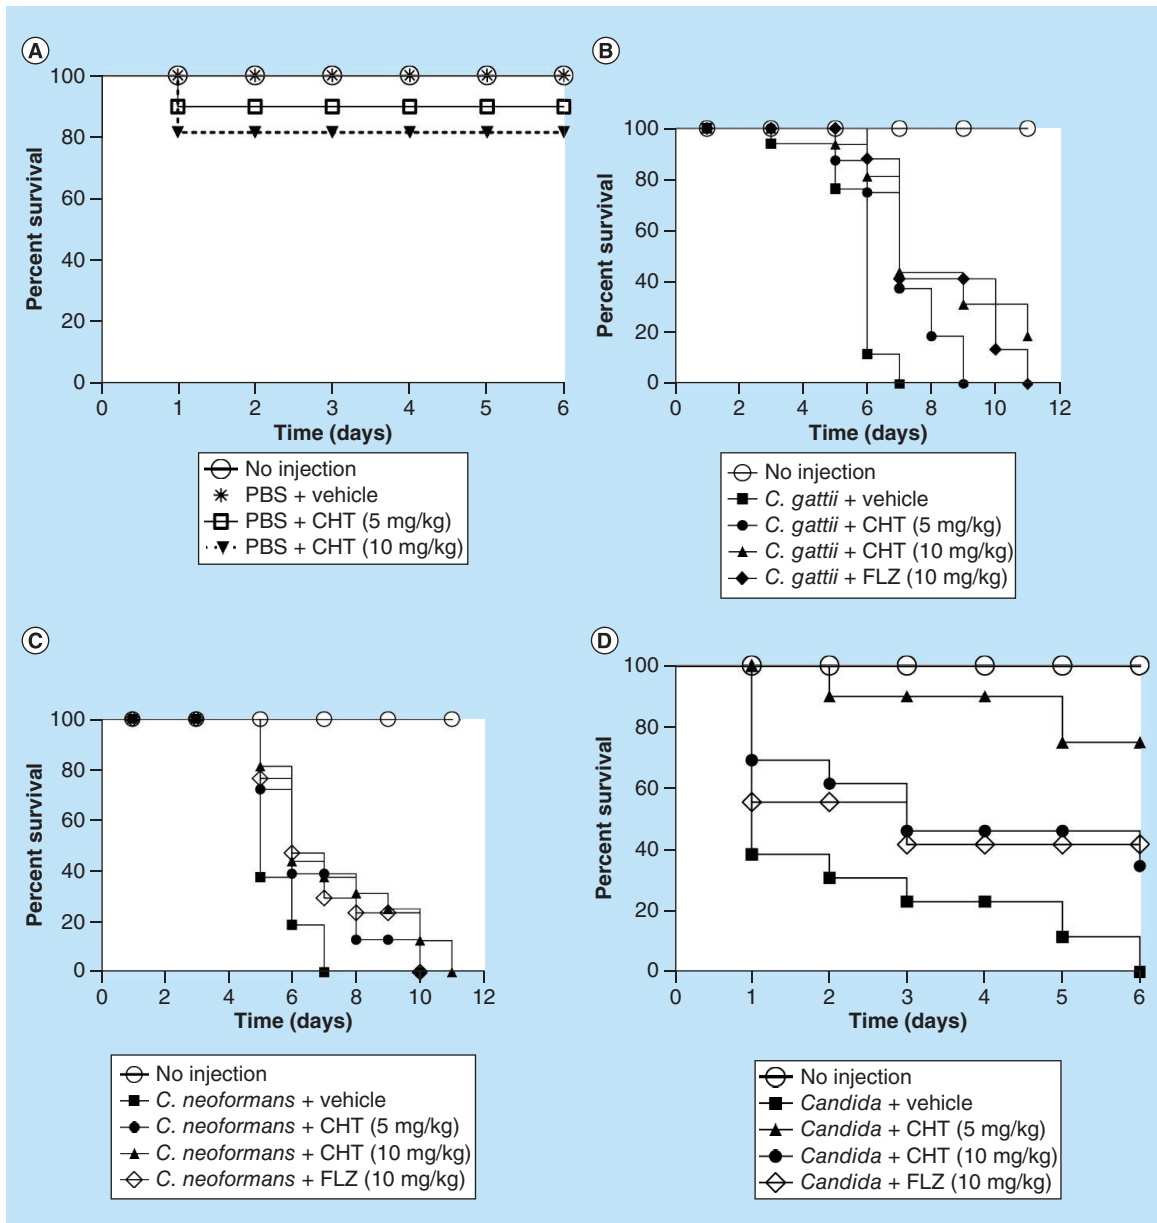 A
100
80
60
40
20
0
Percent survival
0 1 2 3 4 5 6
Time (days)
No injection
PBS + vehicle
PBS + CHT (5 mg/kg)
PBS + CHT (10 mg/kg)
B
100
80
60
40
20
0
Percent survival
0 2 4 6 8 10 12
Time (days)
No injection
C. gattii + vehicle
C. gattii + CHT (5 mg/kg)
C. gattii + CHT (10 mg/kg)
C. gattii + FLZ (10 mg/kg)
C
100
80
60
40
20
0
Percent survival
0 2 4 6 8 10 12
Time (days)
No injection
C. neoformans + vehicle
C. neoformans + CHT (5 mg/kg)
C. neoformans + CHT (10 mg/kg)
C. neoformans + FLZ (10 mg/kg)
D
100
80
60
40
20
0
Percent survival
0 1 2 3 4 5 6
Time (days)
No injection
Candida + vehicle
Candida + CHT (5 mg/kg)
Candida + CHT (10 mg/kg)
Candida + FLZ (10 mg/kg)